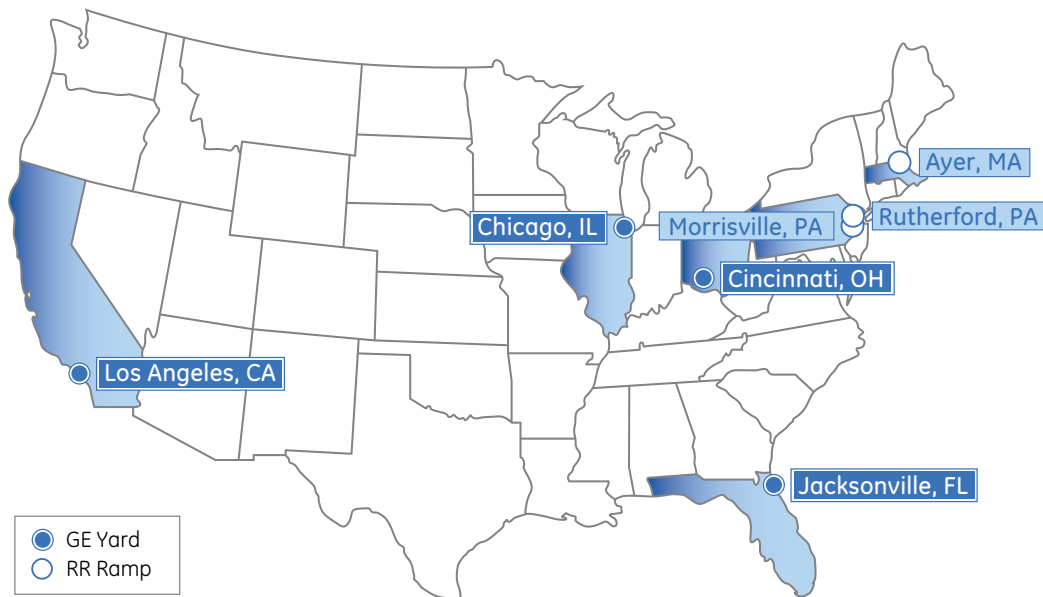 Ayer, MA
Rutherford, PA
Morrisville, PA
Chicago, IL
Cincinnati, OH
Los Angeles, CA
Jacksonville, FL
GE Yard
RR Ramp